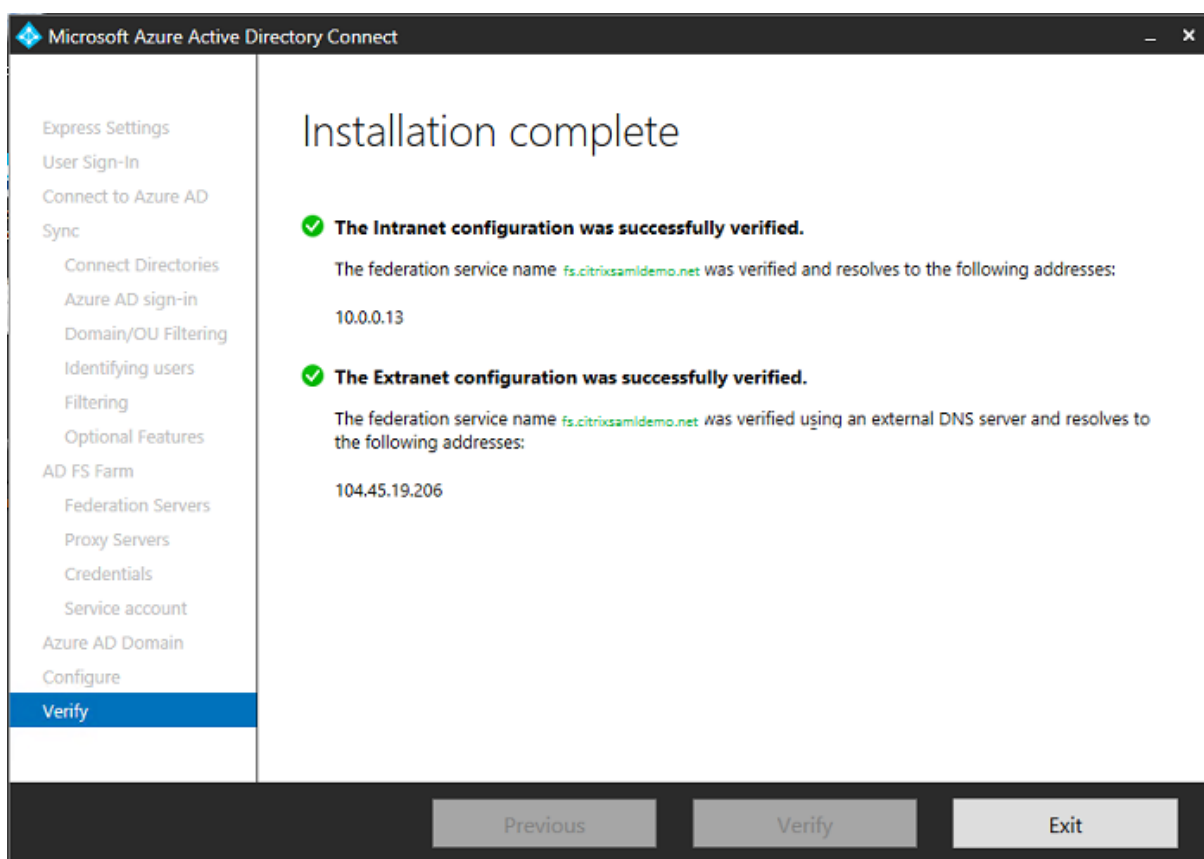 Microsoft Azure Active Directory Connect
Express Settings
User Sign-In
Connect to Azure AD
Sync
Connect Directories
Azure AD sign-in
Domain/OU Filtering
Identifying users
Filtering
Optional Features
AD FS Farm
Federation Servers
Proxy Servers
Credentials
Service account
Azure AD Domain
Configure
Verify
Installation complete
The Intranet configuration was successfully verified.
The federation service name fs.citrixsamldemo.net was verified and resolves to the following addresses:
10.0.0.13
The Extranet configuration was successfully verified.
The federation service name fs.citrixsamldemo.net was verified using an external DNS server and resolves to
the following addresses:
104.45.19.206
Previous
Verify
Exit